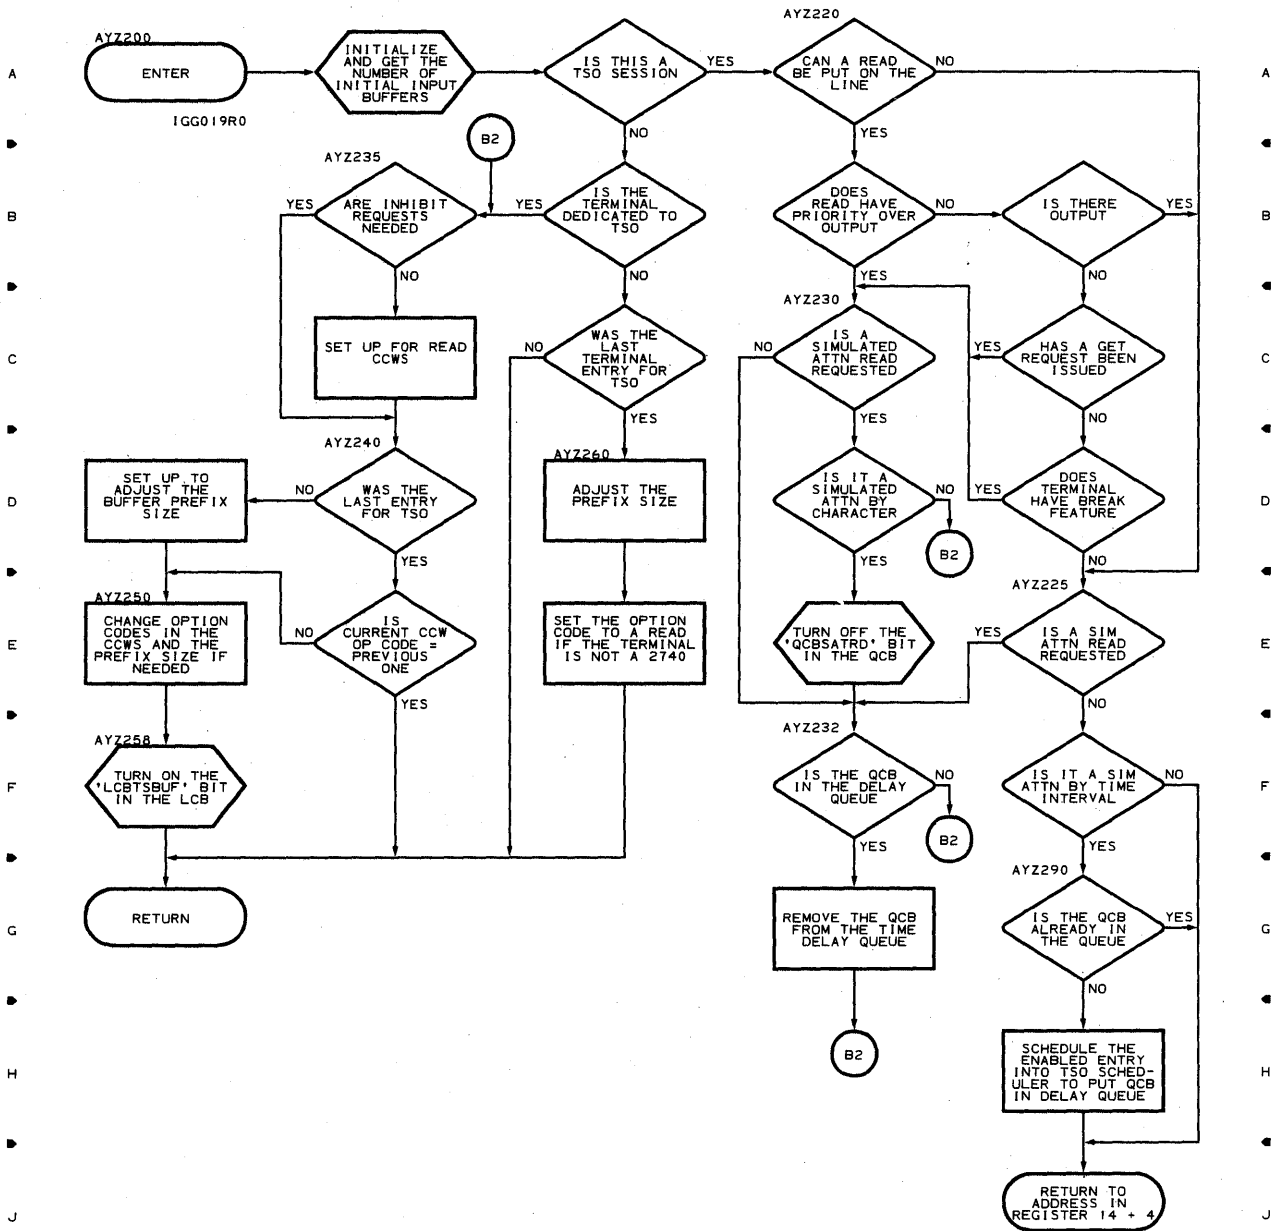 AYZ200
ENTER
IGG019R0
INITIALIZE
AND GET THE
NUMBER OF
INITIAL INPUT
BUFFERS
IS THIS A
TSO SESSION
YES
NO
AYZ220
CAN A READ
BE PUT ON THE
LINE
NO
YES
A
A
B2
AYZ235
YES
ARE INHIBIT
REQUESTS
NEEDED
NO
YES
IS THE
TERMINAL
DEDICATED TO
TSO
NO
DOES
READ HAVE
PRIORITY OVER
OUTPUT
NO
YES
IS THERE
OUTPUT
YES
NO
B
B
SET UP FOR READ
CCWS
NO
WAS THE
LAST
TERMINAL
ENTRY FOR
TSO
YES
AYZ230
NO
IS A
SIMULATED
ATTN READ
REQUESTED
YES
YES
HAS A GET
REQUEST BEEN
ISSUED
NO
C
C
SET UP TO
ADJUST THE
BUFFER PREFIX
SIZE
AYZ240
NO
WAS THE
LAST ENTRY
FOR TSO
YES
AYZ260
ADJUST THE
PREFIX SIZE
IS IT A
SIMULATED
ATTN BY
CHARACTER
NO
B2
YES
YES
DOES
TERMINAL
HAVE BREAK
FEATURE
NO
D
D
AYZ250
CHANGE OPTION
CODES IN THE
CCWS AND THE
PREFIX SIZE IF
NEEDED
NO
IS
CURRENT CCW
OP CODE =
PREVIOUS
ONE
YES
SET THE OPTION
CODE TO A READ
IF THE TERMINAL
IS NOT A 2740
TURN OFF THE
'QCBSATRD' BIT
IN THE QCB
AYZ225
YES
IS A SIM
ATTN READ
REQUESTED
NO
E
E
AYZ258
TURN ON THE
'LCBTSBUF' BIT
IN THE LCB
AYZ232
IS THE QCB
IN THE DELAY
QUEUE
NO
B2
YES
IS IT A SIM
ATTN BY TIME
INTERVAL
NO
YES
F
F
RETURN
REMOVE THE QCB
FROM THE TIME
DELAY QUEUE
AYZ290
IS THE QCB
ALREADY IN
THE QUEUE
YES
NO
G
G
B2
SCHEDULE THE
ENABLED ENTRY
INTO TSO SCHED-
ULER TO PUT QCB
IN DELAY QUEUE
H
H
RETURN TO
ADDRESS IN
REGISTER 14 + 4
J
J